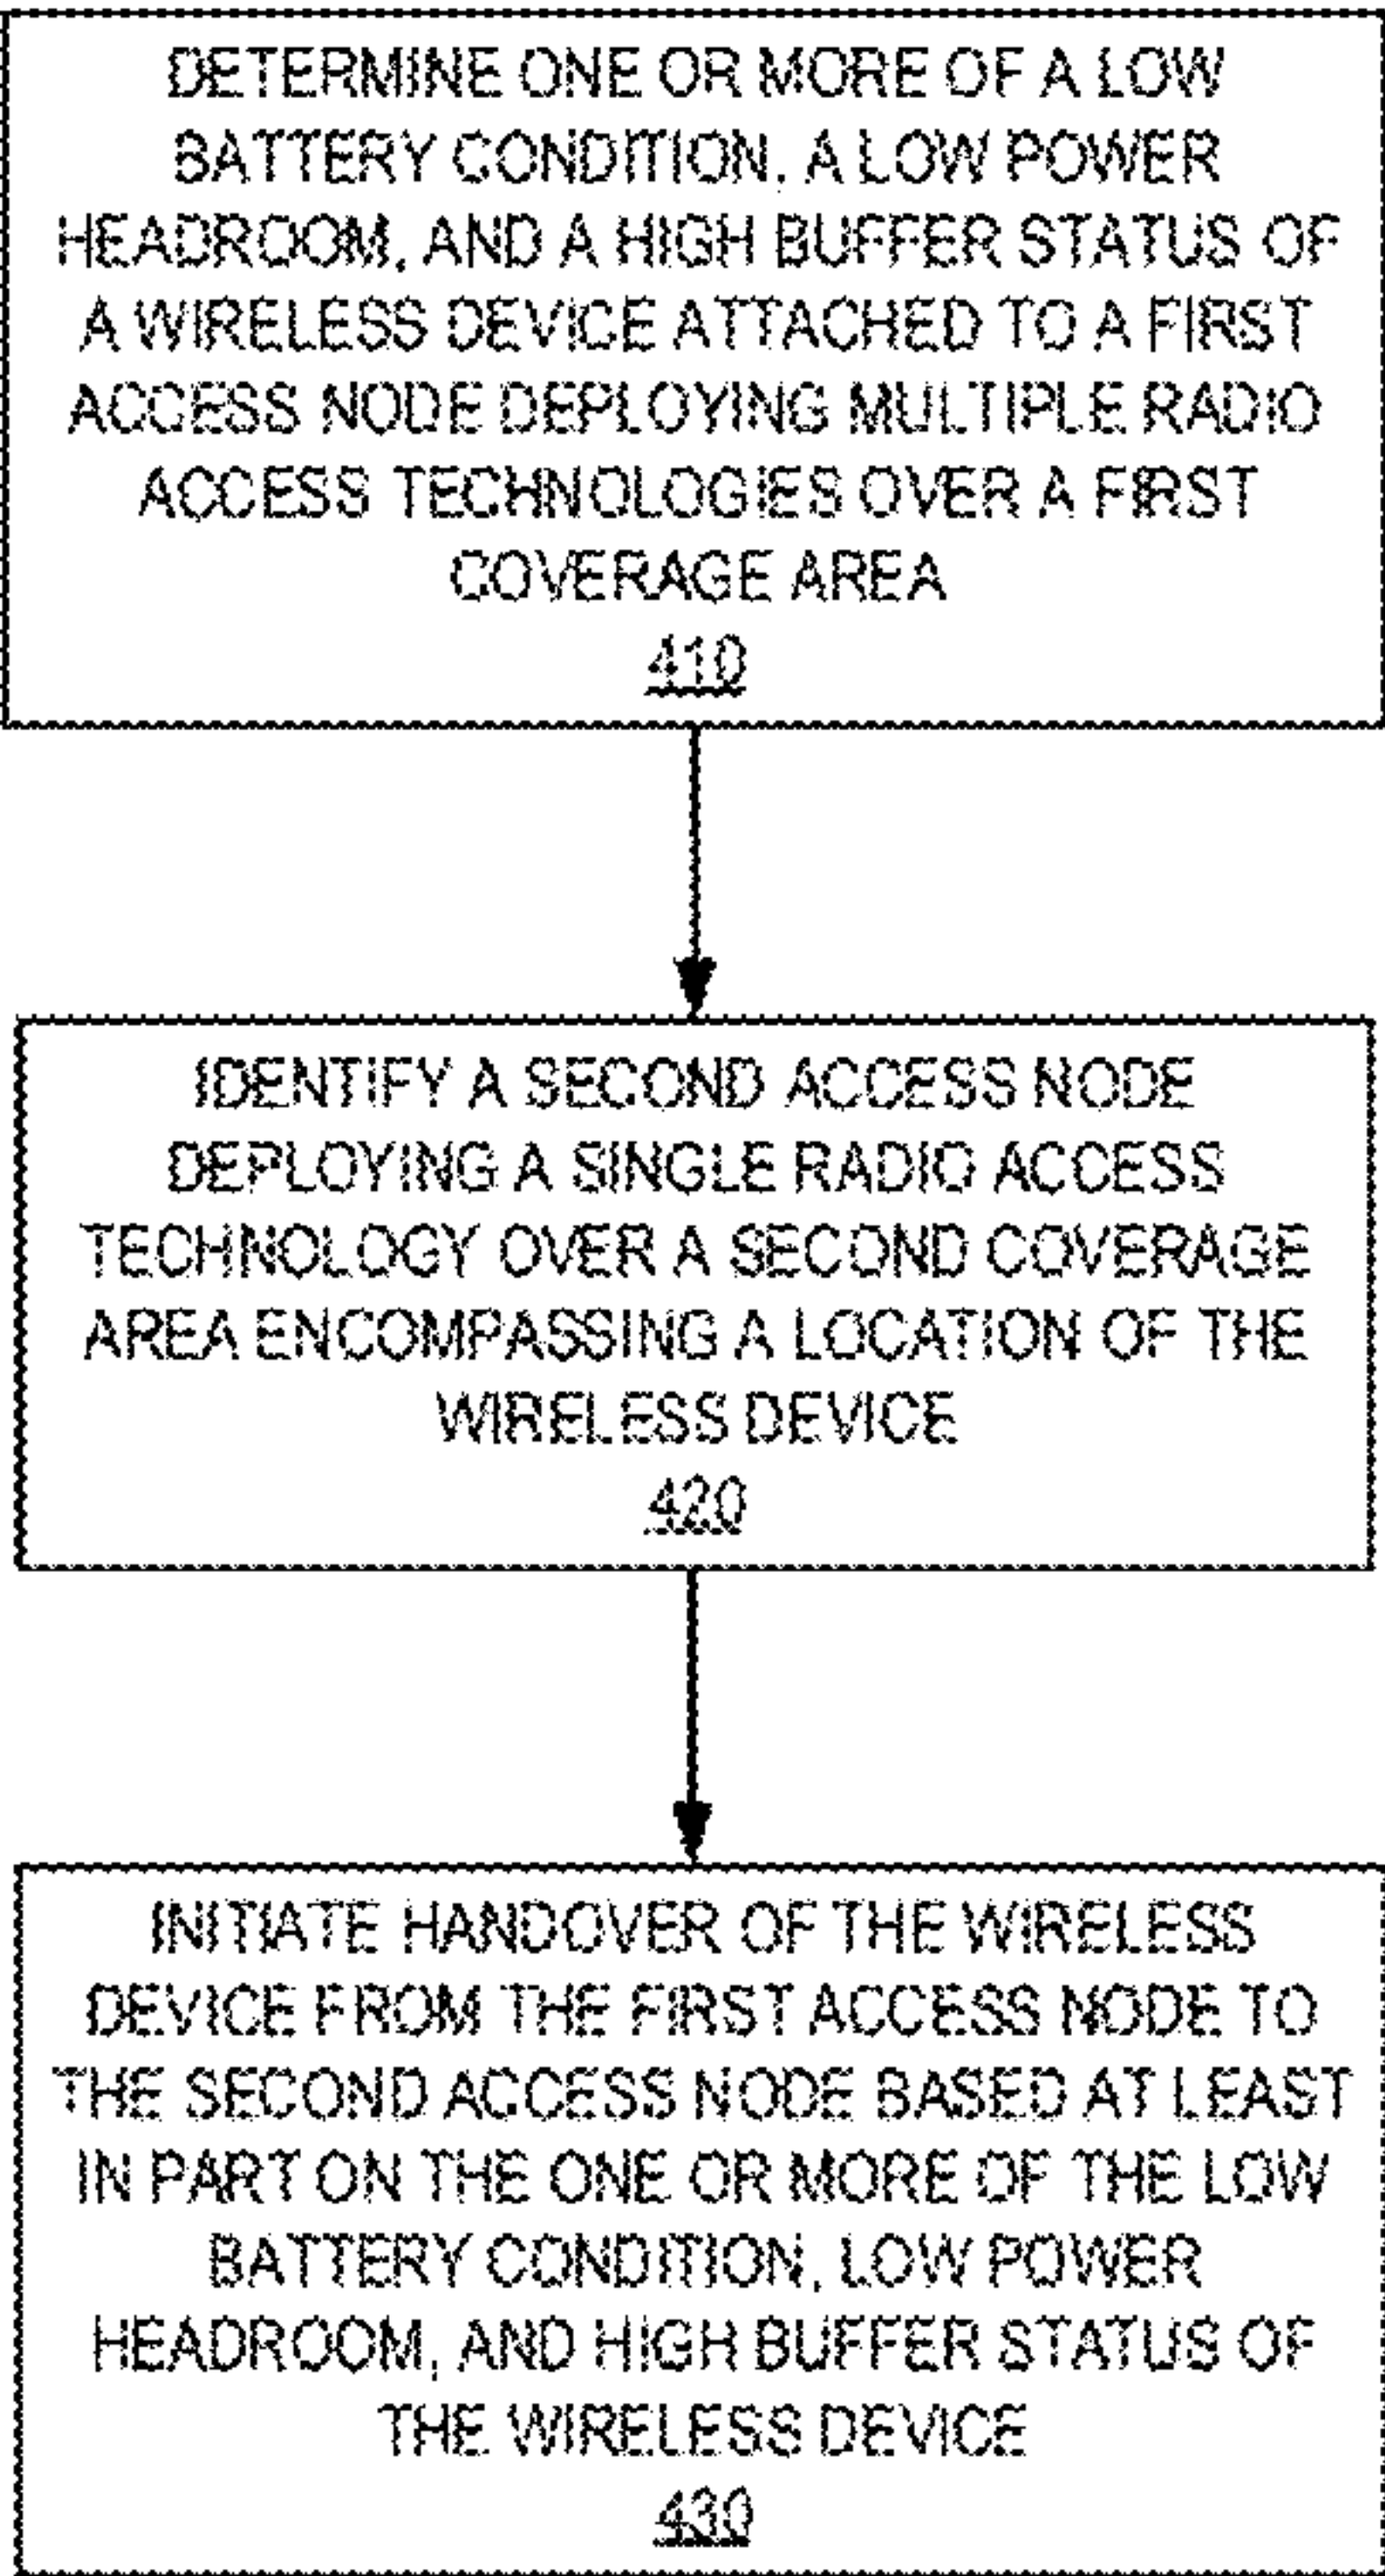 DETERMINE ONE OR MORE OF A LOW
BATTERY CONDITION, A LOW POWER
HEADROOM, AND A HIGH BUFFER STATUS OF
A WIRELESS DEVICE ATTACHED TO A FIRST
ACCESS NODE DEPLOYING MULTIPLE RADIO
ACCESS TECHNOLOGIES OVER A FIRST
COVERAGE AREA
410
IDENTIFY A SECOND ACCESS NODE
DEPLOYING A SINGLE RADIO ACCESS
TECHNOLOGY OVER A SECOND COVERAGE
AREA ENCOMPASSING A LOCATION OF THE
WIRELESS DEVICE
420
INITIATE HANDOVER OF THE WIRELESS
DEVICE FROM THE FIRST ACCESS NODE TO
THE SECOND ACCESS NODE BASED AT LEAST
IN PART ON THE ONE OR MORE OF THE LOW
BATTERY CONDITION, LOW POWER
HEADROOM, AND HIGH BUFFER STATUS OF
THE WIRELESS DEVICE
430